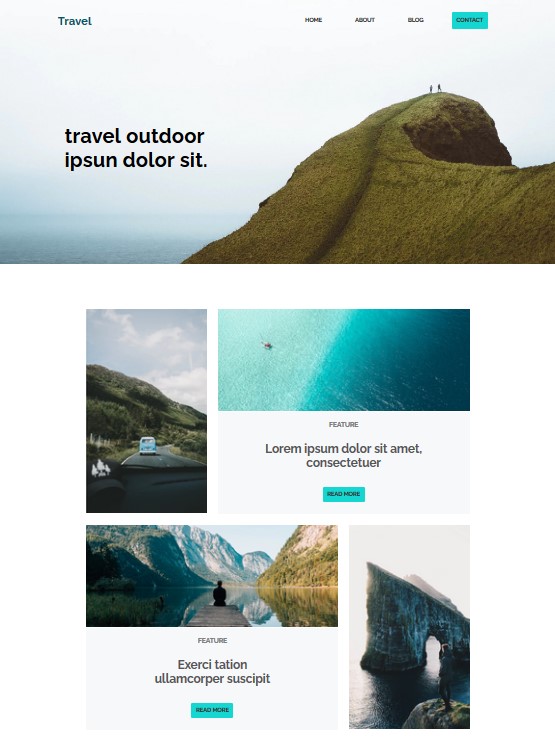 Travel
HOME ABOUT BLOG CONTACT
travel outdoor
ipsun dolor sit.
FEATURE
Lorem ipsum dolor sit amet,
consectetuer
READ MORE
FEATURE
Exerci tation
ullamcorper suscipit
READ MORE